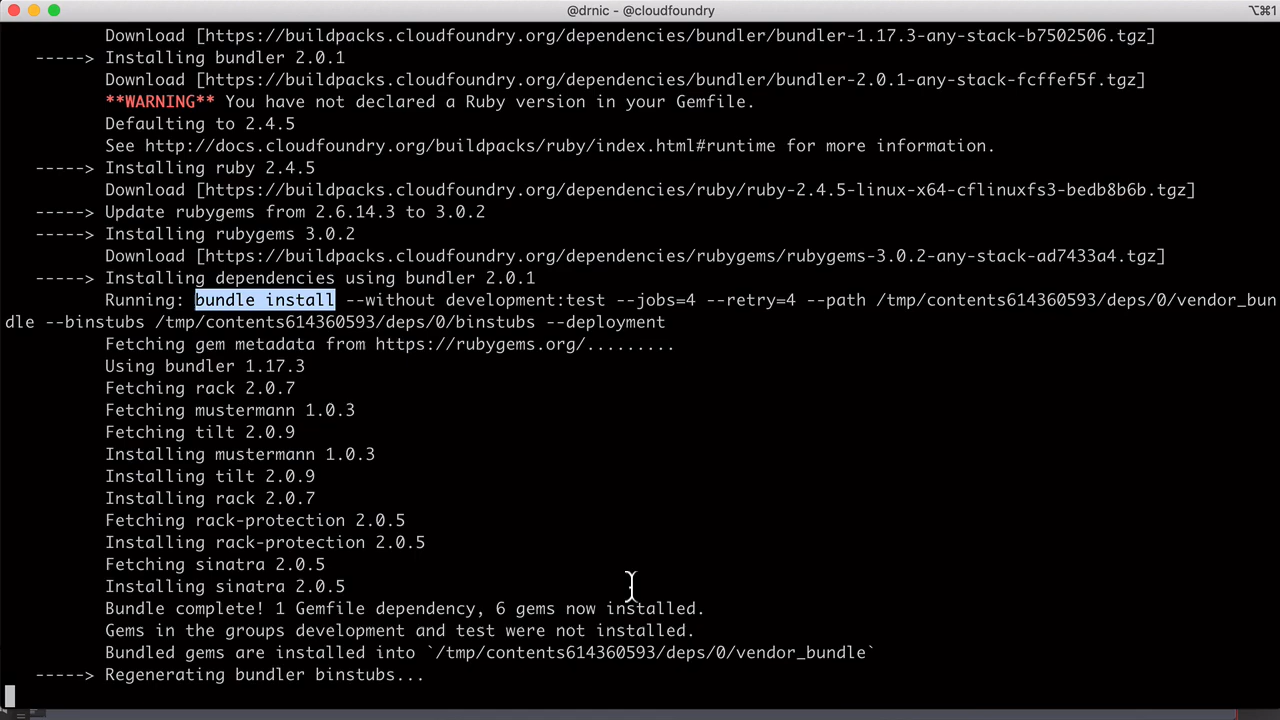 @drnic - @cloudfoundry
⌥⌘1
Download [https://buildpacks.cloudfoundry.org/dependencies/bundler/bundler-1.17.3-any-stack-b7502506.tgz]
-----> Installing bundler 2.0.1
Download [https://buildpacks.cloudfoundry.org/dependencies/bundler/bundler-2.0.1-any-stack-fcffef5f.tgz]
**WARNING** You have not declared a Ruby version in your Gemfile.
Defaulting to 2.4.5
See http://docs.cloudfoundry.org/buildpacks/ruby/index.html#runtime for more information.
-----> Installing ruby 2.4.5
Download [https://buildpacks.cloudfoundry.org/dependencies/ruby/ruby-2.4.5-linux-x64-cflinuxfs3-bedb8b6b.tgz]
-----> Update rubygems from 2.6.14.3 to 3.0.2
-----> Installing rubygems 3.0.2
Download [https://buildpacks.cloudfoundry.org/dependencies/rubygems/rubygems-3.0.2-any-stack-ad7433a4.tgz]
-----> Installing dependencies using bundler 2.0.1
Running: bundle install --without development:test --jobs=4 --retry=4 --path /tmp/contents614360593/deps/0/vendor_bun
dle --binstubs /tmp/contents614360593/deps/0/binstubs --deployment
Fetching gem metadata from https://rubygems.org/.........
Using bundler 1.17.3
Fetching rack 2.0.7
Fetching mustermann 1.0.3
Fetching tilt 2.0.9
Installing mustermann 1.0.3
Installing tilt 2.0.9
Installing rack 2.0.7
Fetching rack-protection 2.0.5
Installing rack-protection 2.0.5
Fetching sinatra 2.0.5
Installing sinatra 2.0.5
Bundle complete! 1 Gemfile dependency, 6 gems now installed.
Gems in the groups development and test were not installed.
Bundled gems are installed into `/tmp/contents614360593/deps/0/vendor_bundle`
-----> Regenerating bundler binstubs...